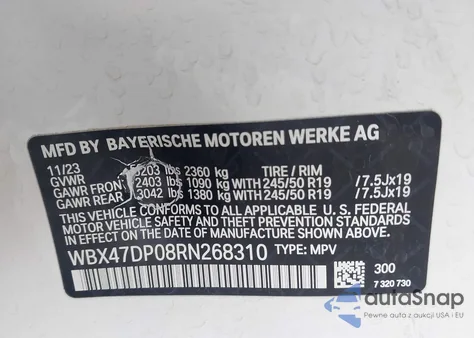 MFD BY BAYERISCHE MOTOREN WERKE AG
11/23
GVWR 5203 lbs 2360 kg TIRE / RIM
GAWR FRONT 2403 lbs 1090 kg WITH 245/50 R19 /7.5Jx19
GAWR REAR 3042 lbs 1380 kg WITH 245/50 R19 /7.5Jx19
THIS VEHICLE CONFORMS TO ALL APPLICABLE U.S. FEDERAL
MOTOR VEHICLE SAFETY AND THEFT PREVENTION STANDARDS
IN EFFECT ON THE DATE OF MANUFACTURE SHOWN ABOVE.
WBX47DP08RN268310 TYPE: MPV
300
7 320 730
autoSnap
Pewne auta z aukcji USA i EU